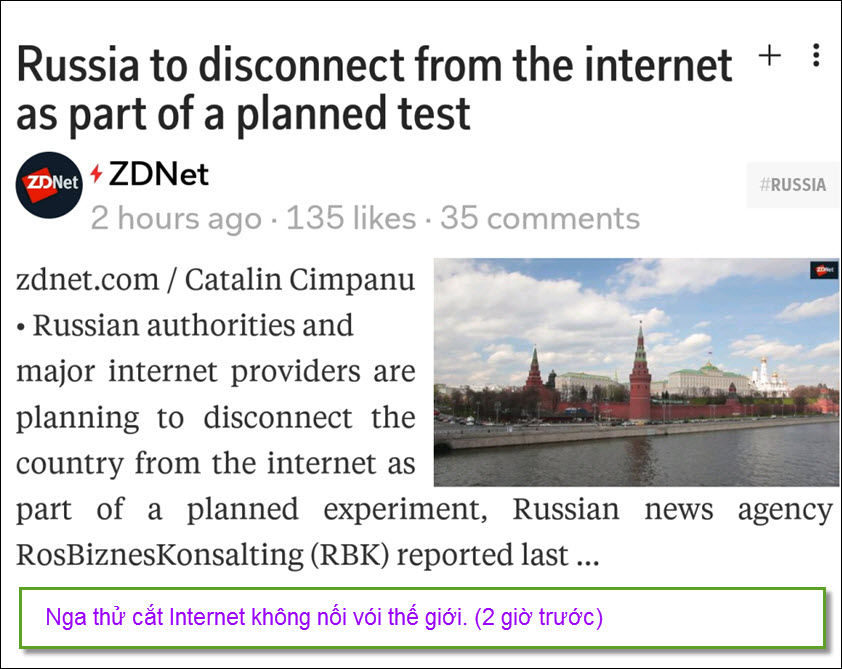 Russia to disconnect from the internet
as part of a planned test
ZDNet
ZDNet
#RUSSIA
2 hours ago · 135 likes · 35 comments
zdnet.com / Catalin Cimpanu
• Russian authorities and
major internet providers are
planning to disconnect the
country from the internet as
part of a planned experiment, Russian news agency
RosBiznesKonsalting (RBK) reported last ...
ZDNet
Nga thử cắt Internet không nối vói thế giới. (2 giờ trước)